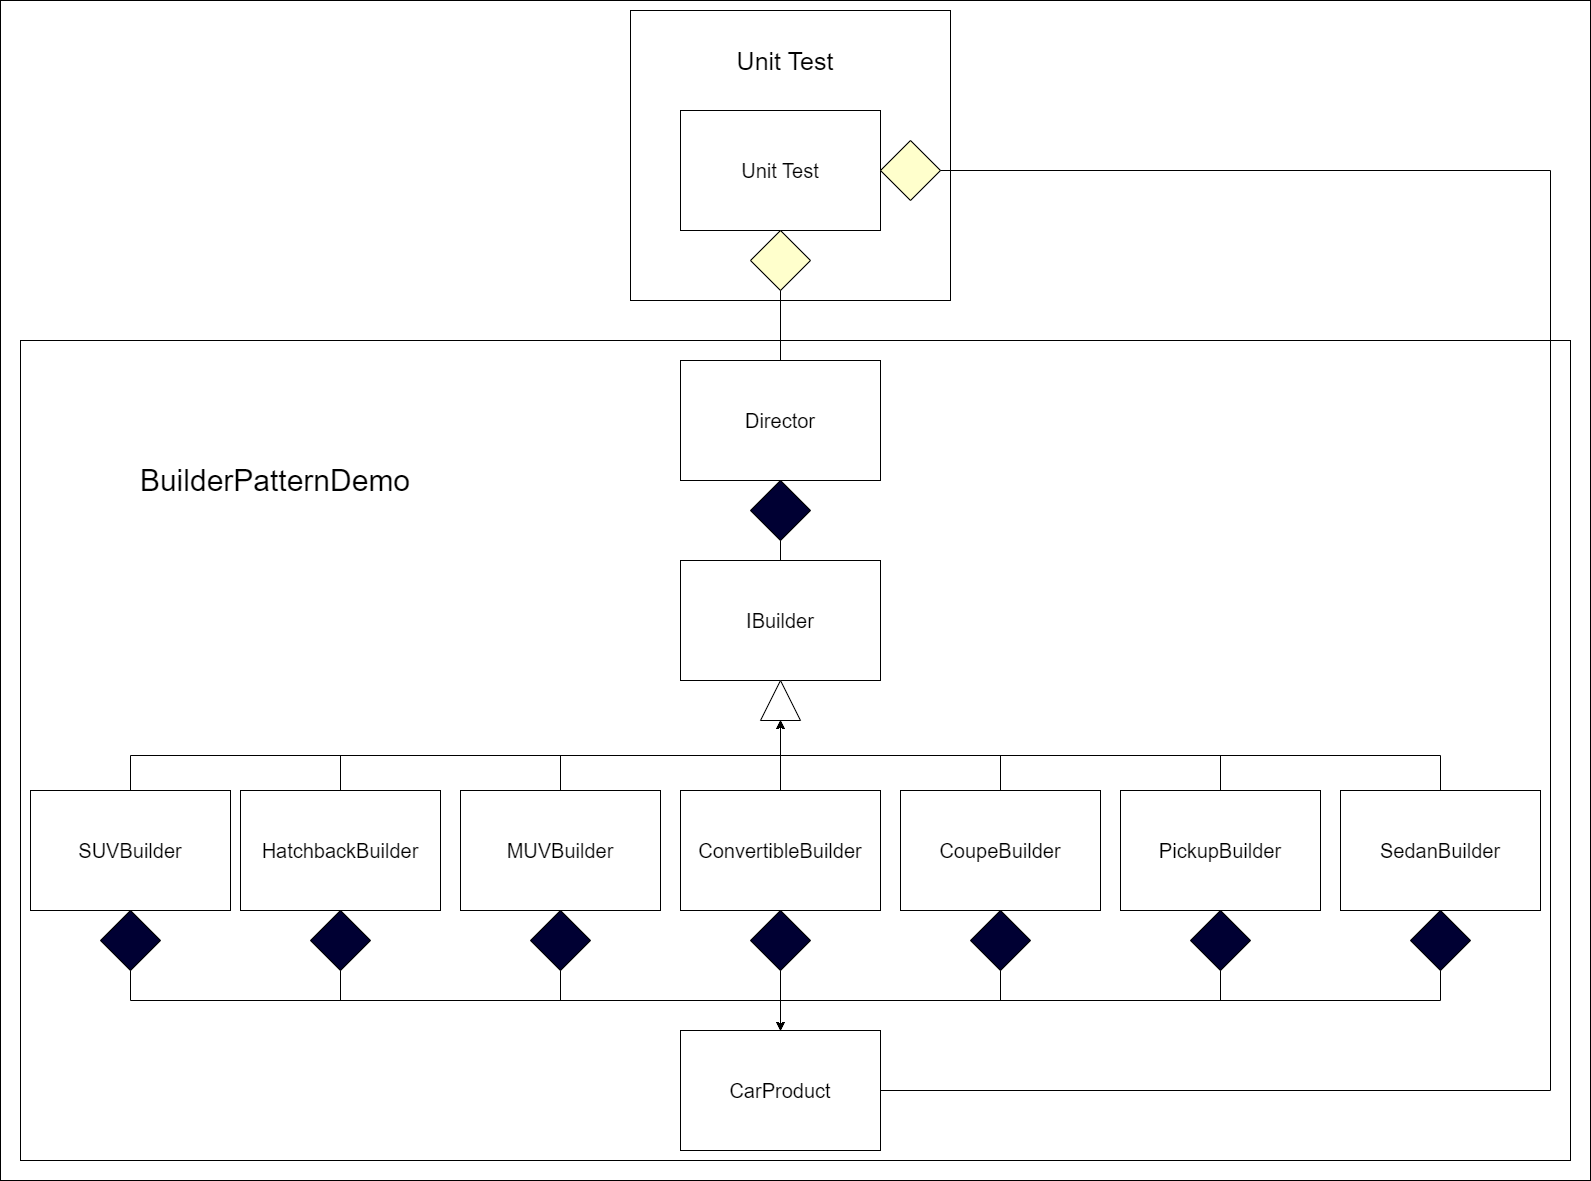 Unit Test
Unit Test
Director
BuilderPatternDemo
IBuilder
SUVBuilder
HatchbackBuilder
MUVBuilder
ConvertibleBuilder
CoupeBuilder
PickupBuilder
SedanBuilder
CarProduct